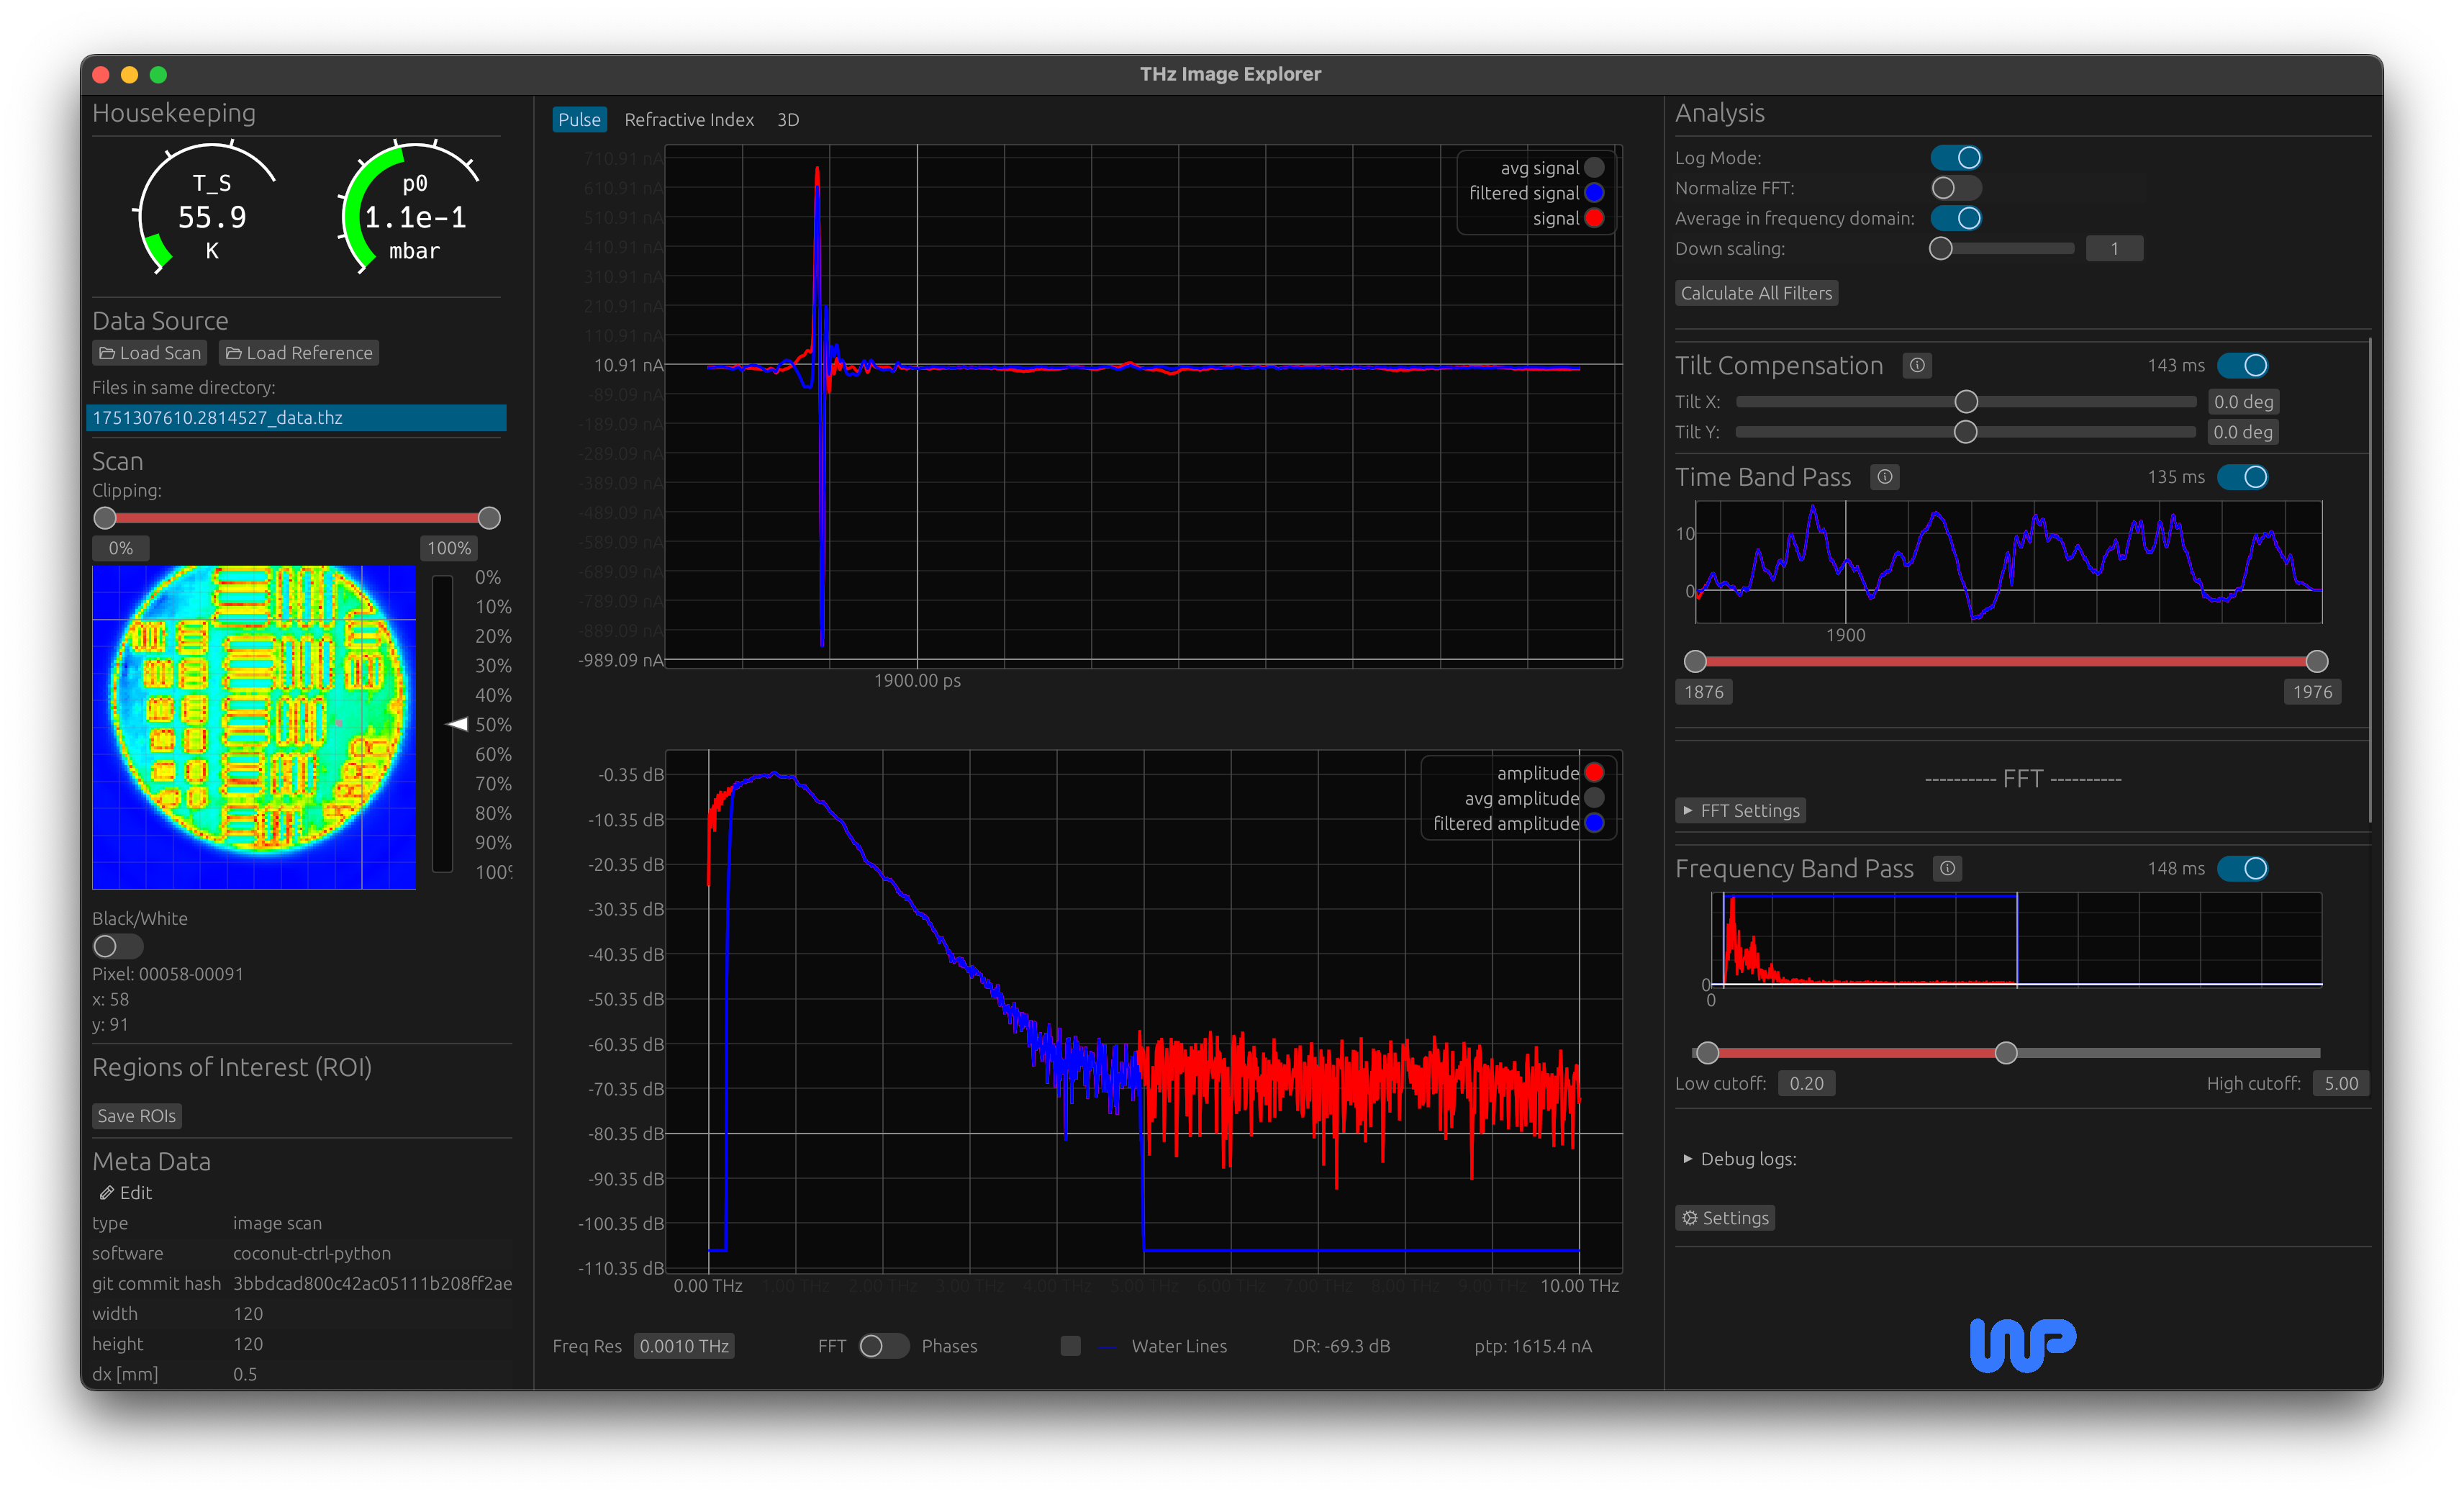 THz Image Explorer
Housekeeping
T_S
55.9
K
p0
1.1e-1
mbar
Data Source
Load Scan
Load Reference
Files in same directory:
1751307610.2814527_data.thz
Scan
Clipping:
0%
100%
0%
10%
20%
30%
40%
50%
60%
70%
80%
90%
100%
Black/White
Pixel: 00058-00091
x: 58
y: 91
Regions of Interest (ROI)
Save ROIs
Meta Data
Edit
type image scan
software coconut-ctrl-python
git commit hash 3bbdcad800c42ac05111b208ff2ae
width 120
height 120
dx [mm] 0.5
Pulse Refractive Index 3D
710.91 nA
610.91 nA
510.91 nA
410.91 nA
310.91 nA
210.91 nA
110.91 nA
10.91 nA
-89.09 nA
-189.09 nA
-289.09 nA
-389.09 nA
-489.09 nA
-589.09 nA
-689.09 nA
-789.09 nA
-889.09 nA
-989.09 nA
1900.00 ps
avg signal
filtered signal
signal
-0.35 dB
-10.35 dB
-20.35 dB
-30.35 dB
-40.35 dB
-50.35 dB
-60.35 dB
-70.35 dB
-80.35 dB
-90.35 dB
-100.35 dB
-110.35 dB
0.00 THz 1.00 THz 2.00 THz 3.00 THz 4.00 THz 5.00 THz 6.00 THz 7.00 THz 8.00 THz 9.00 THz 10.00 THz
amplitude
avg amplitude
filtered amplitude
Freq Res 0.0010 THz FFT Phases Water Lines DR: -69.3 dB ptp: 1615.4 nA
Analysis
Log Mode:
Normalize FFT:
Average in frequency domain:
Down scaling: 1
Calculate All Filters
Tilt Compensation 143 ms
Tilt X: 0.0 deg
Tilt Y: 0.0 deg
Time Band Pass 135 ms
10
0
1900
1876 1976
---------- FFT ----------
FFT Settings
Frequency Band Pass 148 ms
0
0
Low cutoff: 0.20 High cutoff: 5.00
Debug logs:
Settings